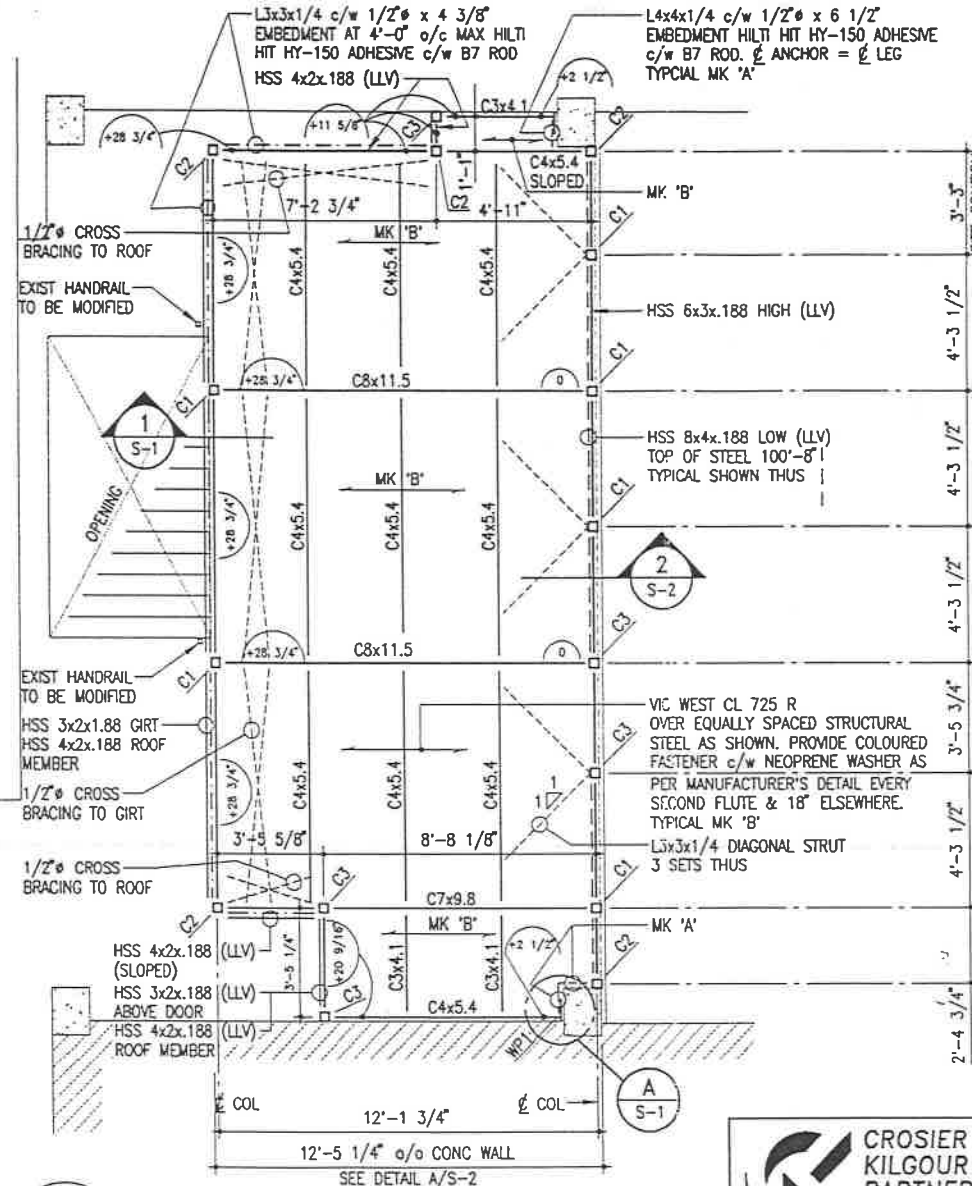 L3x3x1/4 c/w 1/2"ø x 4 3/8"
EMBEDMENT AT 4'-0" o/c MAX HILTI
HIT HY-150 ADHESIVE c/w B7 ROD
HSS 4x2x.188 (LLV)
L4x4x1/4 c/w 1/2"ø x 6 1/2"
EMBEDMENT HILTI HIT HY-150 ADHESIVE
c/w B7 ROD. ℄ ANCHOR = ℄ LEG
TYPCIAL MK "A"
+2 1/2"
C3x4.1
C2
+28 3/4"
+11 5/8"
C3
C2
1'-1"
C4x5.4
SLOPED
MK "B"
C2
7'-2 3/4"
4'-11"
C1
3'-3"
1/2"ø CROSS
BRACING TO ROOF
MK "B"
+28 3/4"
C4x5.4
C4x5.4
C4x5.4
EXIST HANDRAIL
TO BE MODIFIED
HSS 6x3x.188 HIGH (LLV)
4'-3 1/2"
C1
+28 3/4"
C8x11.5
0
C1
1
S-1
HSS 8x4x.188 LOW (LLV)
TOP OF STEEL 100'-8"
TYPICAL SHOWN THUS
4'-3 1/2"
MK "B"
C1
OPENING
+28 3/4"
C4x5.4
C4x5.4
C4x5.4
2
S-2
4'-3 1/2"
C3
+28 3/4"
C8x11.5
0
C1
EXIST HANDRAIL
TO BE MODIFIED
HSS 3x2x1.88 GIRT
HSS 4x2x.188 ROOF
MEMBER
VIC WEST CL 725 R
OVER EQUALLY SPACED STRUCTURAL
STEEL AS SHOWN. PROVIDE COLOURED
FASTENER c/w NEOPRENE WASHER AS
PER MANUFACTURER'S DETAIL EVERY
SECOND FLUTE & 18" ELSEWHERE.
TYPICAL MK "B"
3'-5 3/4"
C3
1/2"ø CROSS
BRACING TO GIRT
+28 3/4"
C4x5.4
C4x5.4
C4x5.4
1
1
L3x3x1/4 DIAGONAL STRUT
3 SETS THUS
3'-5 5/8"
8'-8 1/8"
4'-3 1/2"
1/2"ø CROSS
BRACING TO ROOF
C3
C1
C2
C7x9.8
MK "B"
MK "A"
HSS 4x2x.188 (LLV)
(SLOPED)
HSS 3x2x.188 (LLV)
ABOVE DOOR
HSS 4x2x.188 (LLV)
ROOF MEMBER
3'-5 1/4"
+20 9/16"
C3
C3x4.1
C3x4.1
+2 1/2"
C2
C4x5.4
WP1
2'-4 3/4"
A
S-1
℄ COL
℄ COL
12'-1 3/4"
12'-5 1/4" o/o CONC WALL
SEE DETAIL A/S-2
CROSIER
KILGOUR